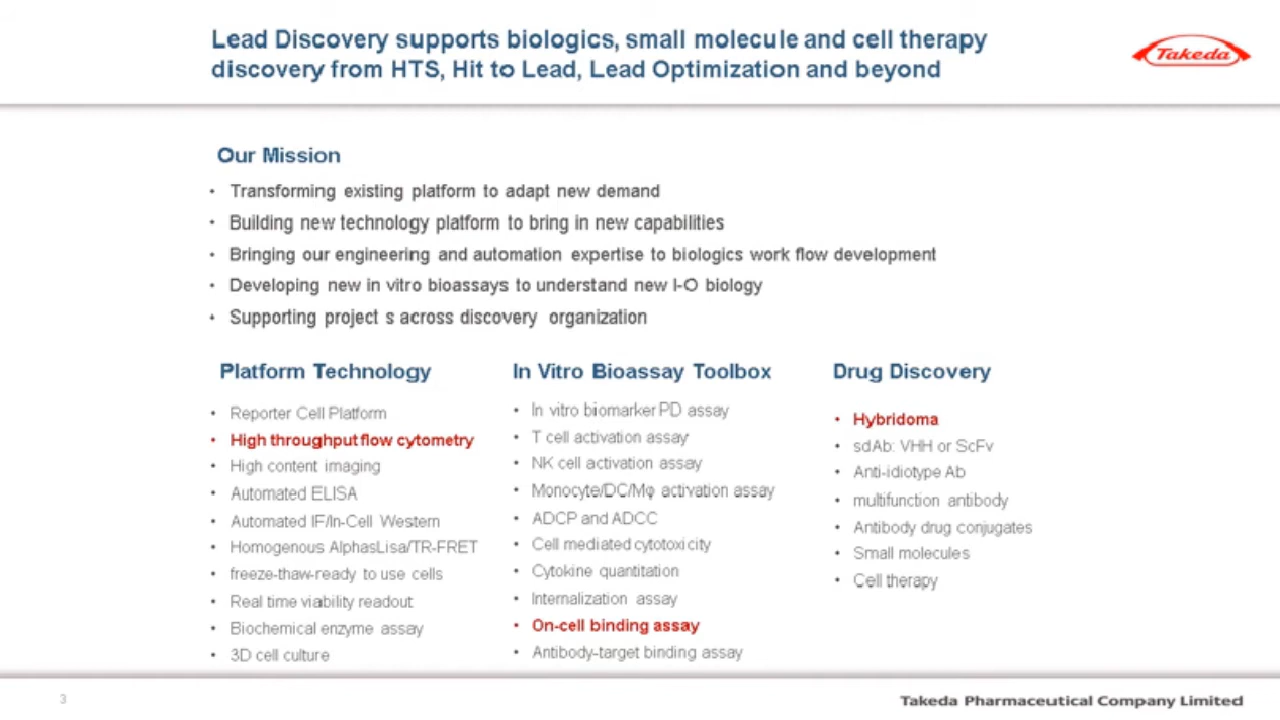 Lead Discovery supports biologics, small molecule and cell therapy
discovery from HTS, Hit to Lead, Lead Optimization and beyond
Takeda
Our Mission
• Transforming existing platform to adapt new demand
• Building new technology platform to bring in new capabilities
• Bringing our engineering and automation expertise to biologics work flow development
• Developing new in vitro bioassays to understand new I-O biology
• Supporting project s across discovery organization
Platform Technology
• Reporter Cell Platform
• High throughput flow cytometry
• High content imaging
• Automated ELISA
• Automated IF/In-Cell Western
• Homogenous AlphasLisa/TR-FRET
• freeze-thaw-ready to use cells
• Real time viability readout
• Biochemical enzyme assay
• 3D cell culture
In Vitro Bioassay Toolbox
• In vitro biomarker PD assay
• T cell activation assay
• NK cell activation assay
• Monocyte/DC/Mφ activation assay
• ADCP and ADCC
• Cell mediated cytotoxicity
• Cytokine quantitation
• Internalization assay
• On-cell binding assay
• Antibody-target binding assay
Drug Discovery
• Hybridoma
• sdAb: VHH or ScFv
• Anti-idiotype Ab
• multifunction antibody
• Antibody drug conjugates
• Small molecules
• Cell therapy
3
Takeda Pharmaceutical Company Limited